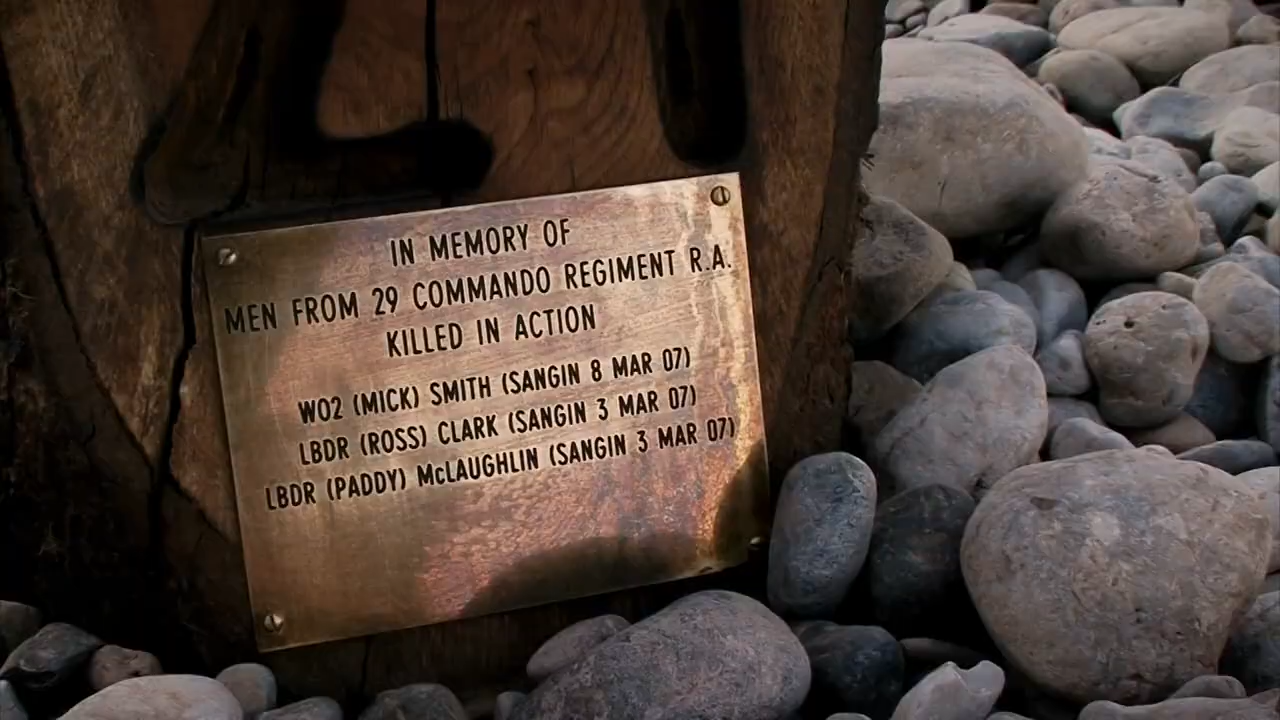 IN MEMORY OF
MEN FROM 29 COMMANDO REGIMENT R.A.
KILLED IN ACTION
WO2 (MICK) SMITH (SANGIN 8 MAR 07)
LBDR (ROSS) CLARK (SANGIN 3 MAR 07)
LBDR (PADDY) McLAUGHLIN (SANGIN 3 MAR 07)